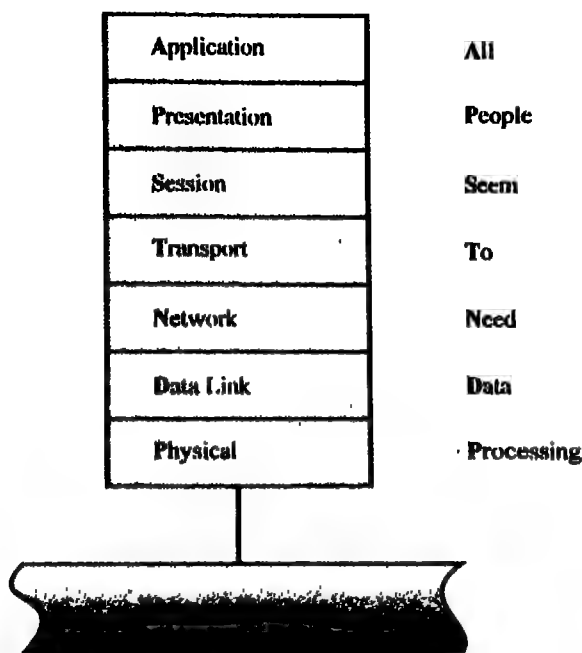 Application All
Presentation People
Session Seem
Transport To
Network Need
Data Link Data
Physical Processing